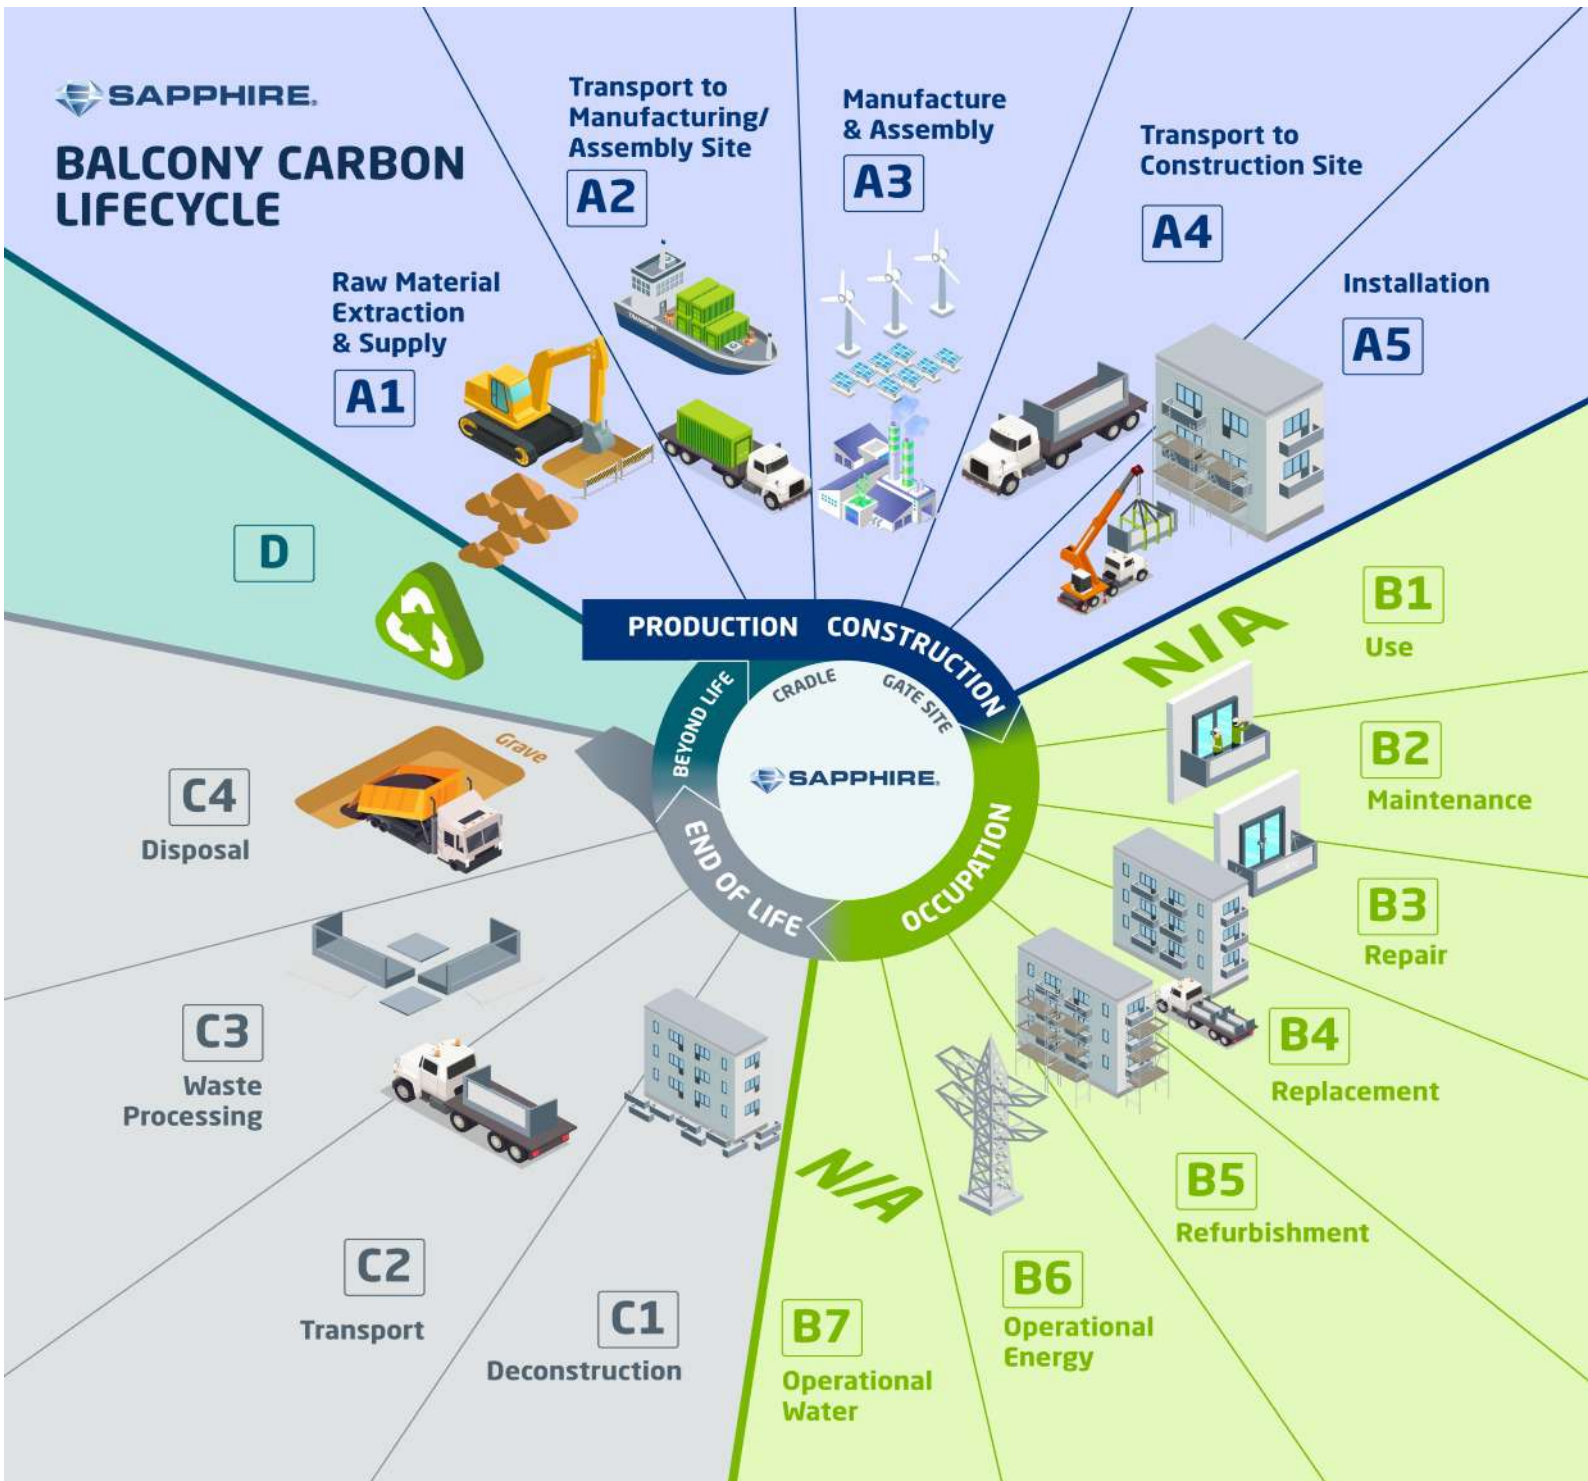 SAPPHIRE.
BALCONY CARBON
LIFECYCLE
Raw Material
Extraction
& Supply
A1
Transport to
Manufacturing/
Assembly Site
A2
TRANSPORT
Manufacture
& Assembly
A3
Transport to
Construction Site
A4
Installation
A5
N/A
B1
Use
B2
Maintenance
B3
Repair
B4
Replacement
B5
Refurbishment
B6
Operational
Energy
N/A
B7
Operational
Water
C1
Deconstruction
C2
Transport
C3
Waste
Processing
C4
Disposal
Grave
D
PRODUCTION
CONSTRUCTION
OCCUPATION
END OF LIFE
BEYOND LIFE
CRADLE
GATE SITE
SAPPHIRE.